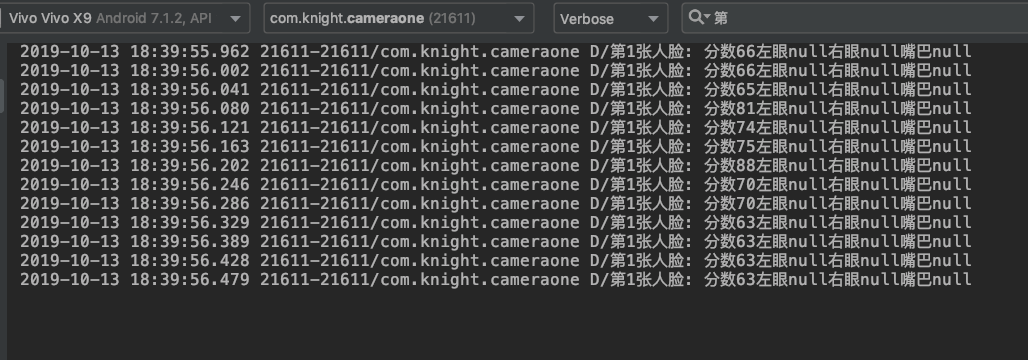 Vivo Vivo X9 Android 7.1.2, API com.knight.cameraone (21611) Verbose 第
2019-10-13 18:39:55.962 21611-21611/com.knight.cameraone D/第1张人脸: 分数66左眼null右眼null嘴巴null
2019-10-13 18:39:56.002 21611-21611/com.knight.cameraone D/第1张人脸: 分数66左眼null右眼null嘴巴null
2019-10-13 18:39:56.041 21611-21611/com.knight.cameraone D/第1张人脸: 分数65左眼null右眼null嘴巴null
2019-10-13 18:39:56.080 21611-21611/com.knight.cameraone D/第1张人脸: 分数81左眼null右眼null嘴巴null
2019-10-13 18:39:56.121 21611-21611/com.knight.cameraone D/第1张人脸: 分数74左眼null右眼null嘴巴null
2019-10-13 18:39:56.163 21611-21611/com.knight.cameraone D/第1张人脸: 分数75左眼null右眼null嘴巴null
2019-10-13 18:39:56.202 21611-21611/com.knight.cameraone D/第1张人脸: 分数88左眼null右眼null嘴巴null
2019-10-13 18:39:56.246 21611-21611/com.knight.cameraone D/第1张人脸: 分数70左眼null右眼null嘴巴null
2019-10-13 18:39:56.286 21611-21611/com.knight.cameraone D/第1张人脸: 分数70左眼null右眼null嘴巴null
2019-10-13 18:39:56.329 21611-21611/com.knight.cameraone D/第1张人脸: 分数63左眼null右眼null嘴巴null
2019-10-13 18:39:56.389 21611-21611/com.knight.cameraone D/第1张人脸: 分数63左眼null右眼null嘴巴null
2019-10-13 18:39:56.428 21611-21611/com.knight.cameraone D/第1张人脸: 分数63左眼null右眼null嘴巴null
2019-10-13 18:39:56.479 21611-21611/com.knight.cameraone D/第1张人脸: 分数63左眼null右眼null嘴巴null